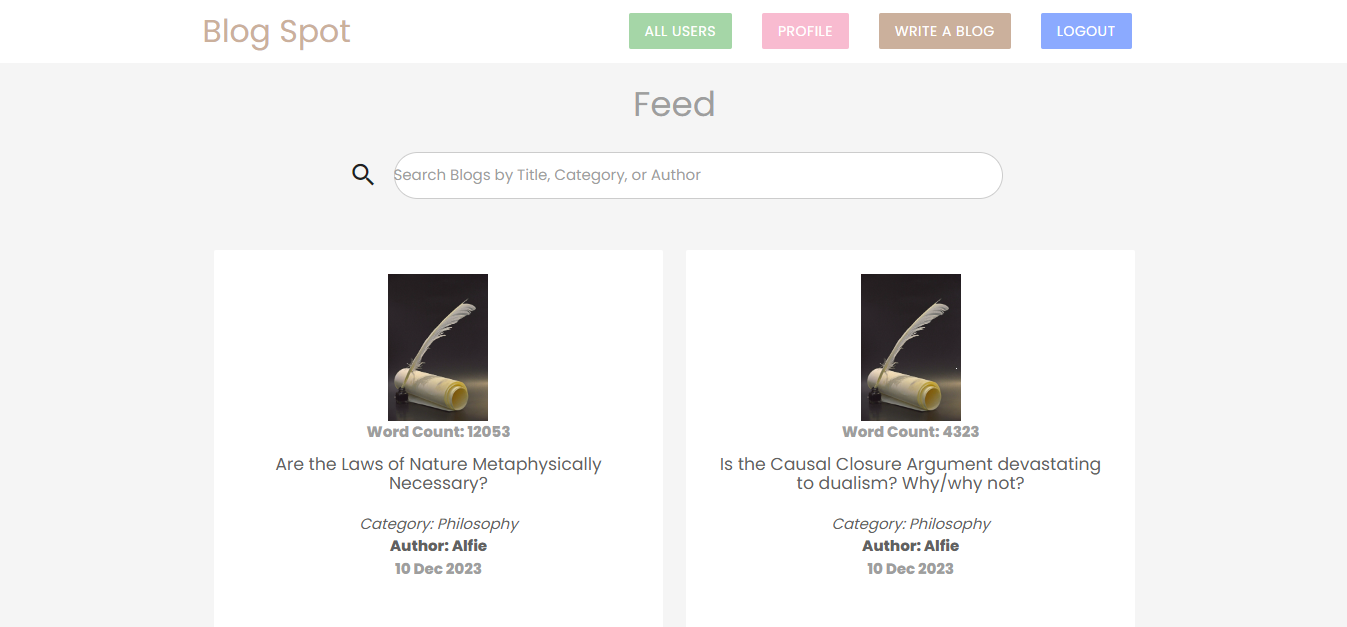 Blog Spot
ALL USERS
PROFILE
WRITE A BLOG
LOGOUT
Feed
Search Blogs by Title, Category, or Author
Word Count: 12053
Are the Laws of Nature Metaphysically
Necessary?
Category: Philosophy
Author: Alfie
10 Dec 2023
Word Count: 4323
Is the Causal Closure Argument devastating
to dualism? Why/why not?
Category: Philosophy
Author: Alfie
10 Dec 2023